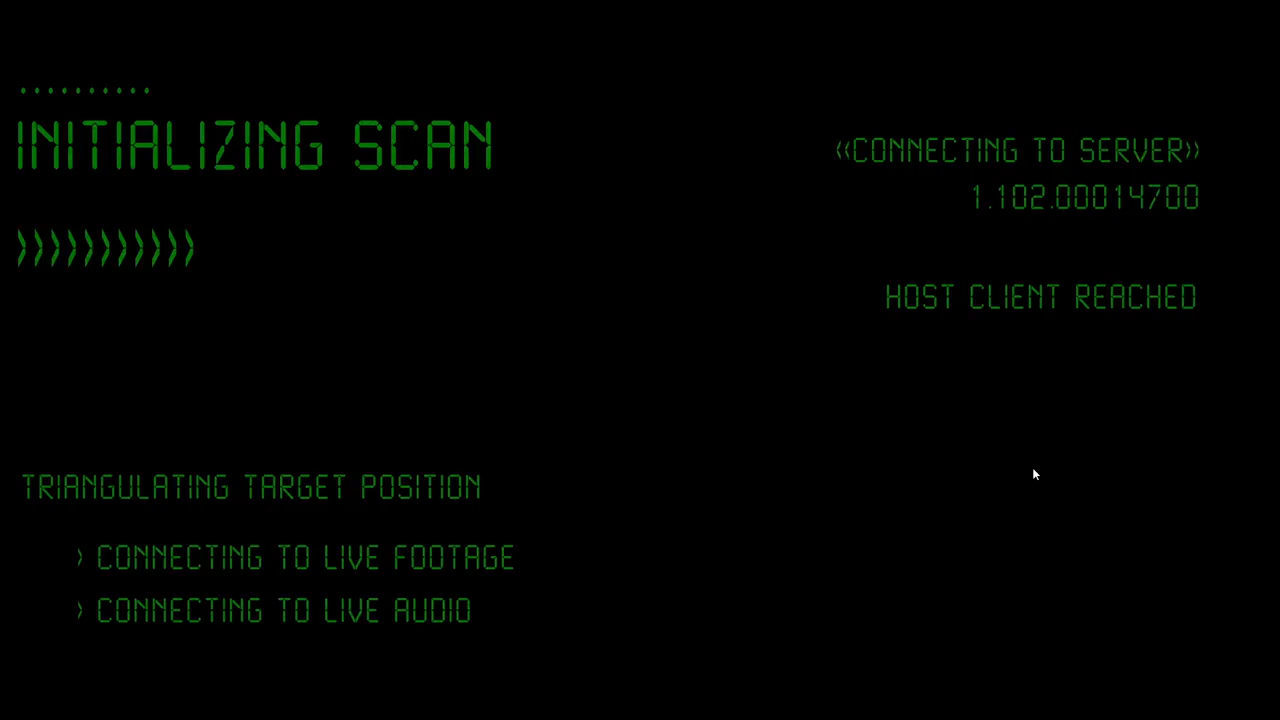 ..........
INITIALIZING SCAN
>>>>>>>>>>>
<<CONNECTING TO SERVER>>
1.102.00014700
HOST CLIENT REACHED
TRIANGULATING TARGET POSITION
> CONNECTING TO LIVE FOOTAGE
> CONNECTING TO LIVE AUDIO